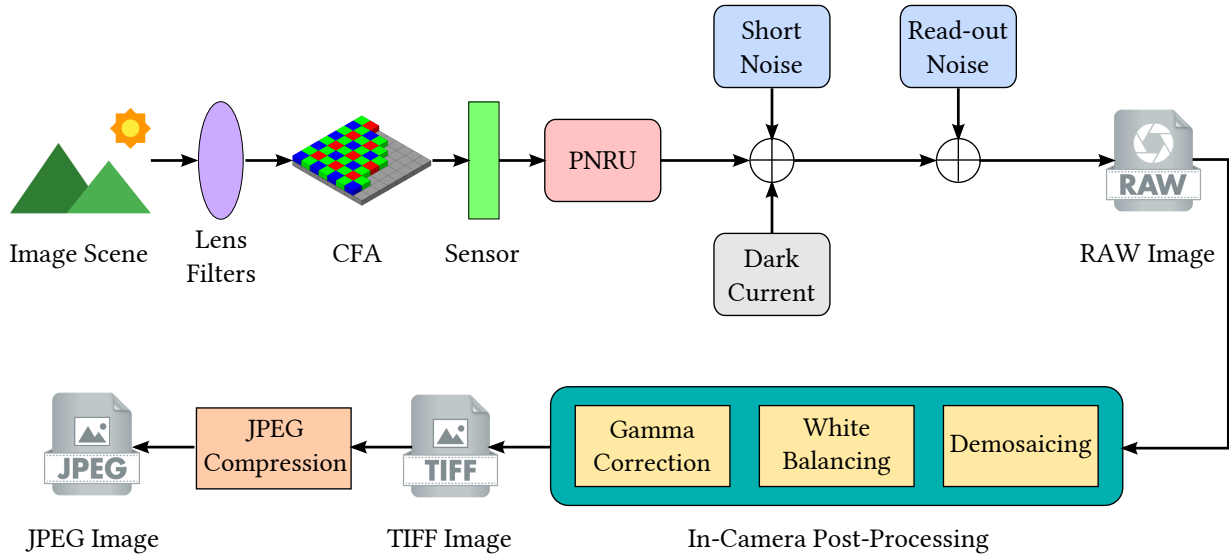 Short
Noise
Read-out
Noise
PNRU
RAW
Image Scene
Lens
Filters
CFA
Sensor
Dark
Current
RAW Image
JPEG
JPEG
Compression
TIFF
Gamma
Correction
White
Balancing
Demosaicing
JPEG Image
TIFF Image
In-Camera Post-Processing